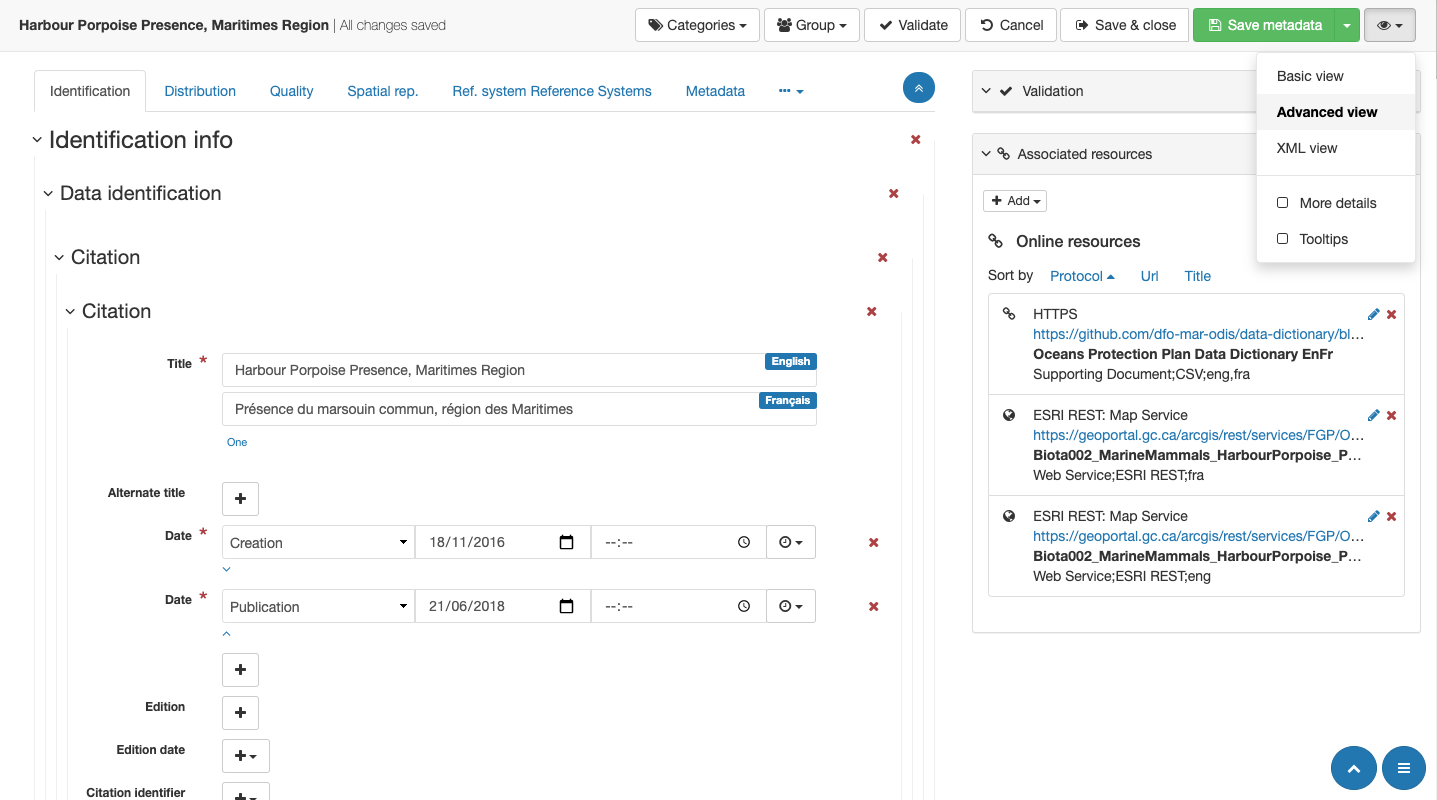 Harbour Porpoise Presence, Maritimes Region | All changes saved
Categories
Group
Validate
Cancel
Save & close
Save metadata
Basic view
Advanced view
XML view
More details
Tooltips
Identification
Distribution
Quality
Spatial rep.
Ref. system Reference Systems
Metadata
Identification info
Data identification
Citation
Citation
Title *
Harbour Porpoise Presence, Maritimes Region
English
Présence du marsouin commun, région des Maritimes
Français
One
Alternate title
Date *
Creation
18/11/2016
--:--
Date *
Publication
21/06/2018
--:--
Edition
Edition date
Citation identifier
Validation
Associated resources
Add
Online resources
Sort by Protocol Url Title
HTTPS
https://github.com/dfo-mar-odis/data-dictionary/bl...
Oceans Protection Plan Data Dictionary EnFr
Supporting Document;CSV;eng,fra
ESRI REST: Map Service
https://geoportal.gc.ca/arcgis/rest/services/FGP/O...
Biota002_MarineMammals_HarbourPorpoise_P...
Web Service;ESRI REST;fra
ESRI REST: Map Service
https://geoportal.gc.ca/arcgis/rest/services/FGP/O...
Biota002_MarineMammals_HarbourPorpoise_P...
Web Service;ESRI REST;eng